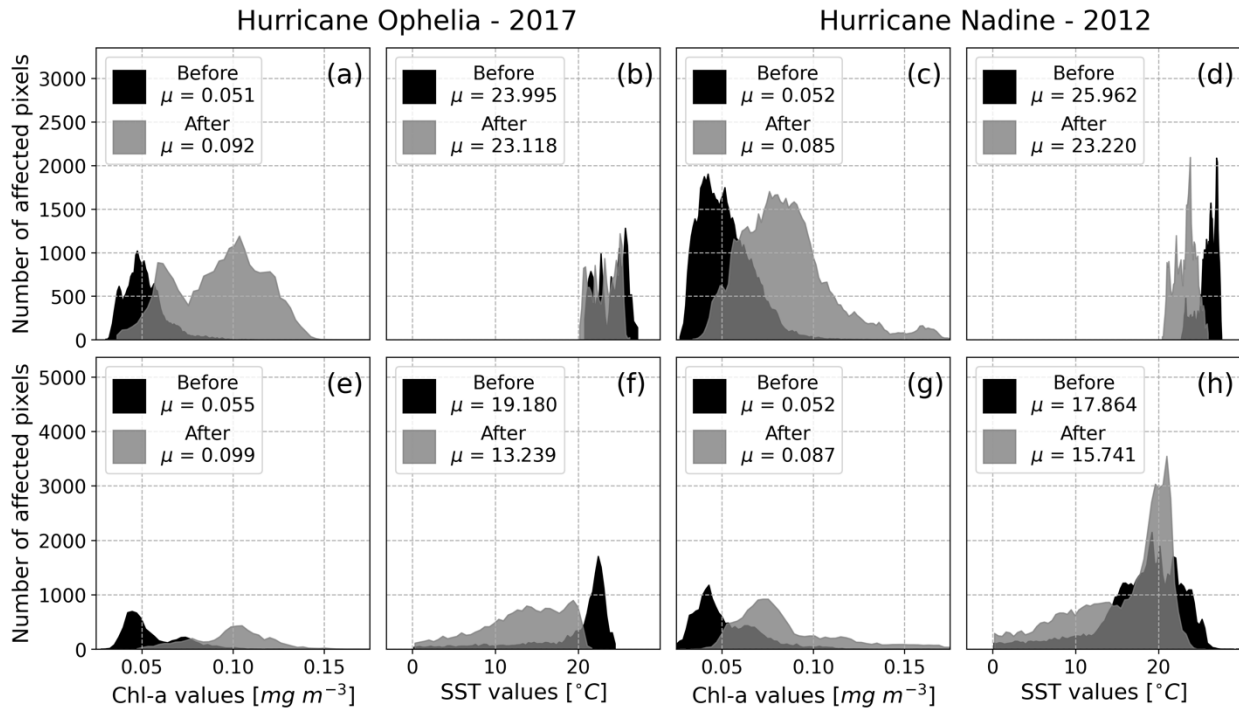 Hurricane Ophelia - 2017
Hurricane Nadine - 2012
Number of affected pixels
3000
2500
2000
1500
1000
500
0
Before
μ = 0.051
After
μ = 0.092
(a)
Before
μ = 23.995
After
μ = 23.118
(b)
Before
μ = 0.052
After
μ = 0.085
(c)
Before
μ = 25.962
After
μ = 23.220
(d)
Number of affected pixels
5000
4000
3000
2000
1000
0
Before
μ = 0.055
After
μ = 0.099
(e)
Before
μ = 19.180
After
μ = 13.239
(f)
Before
μ = 0.052
After
μ = 0.087
(g)
Before
μ = 17.864
After
μ = 15.741
(h)
0.05 0.10 0.15
0 10 20
0.05 0.10 0.15
0 10 20
Chl-a values [mg m⁻³]
SST values [°C]
Chl-a values [mg m⁻³]
SST values [°C]